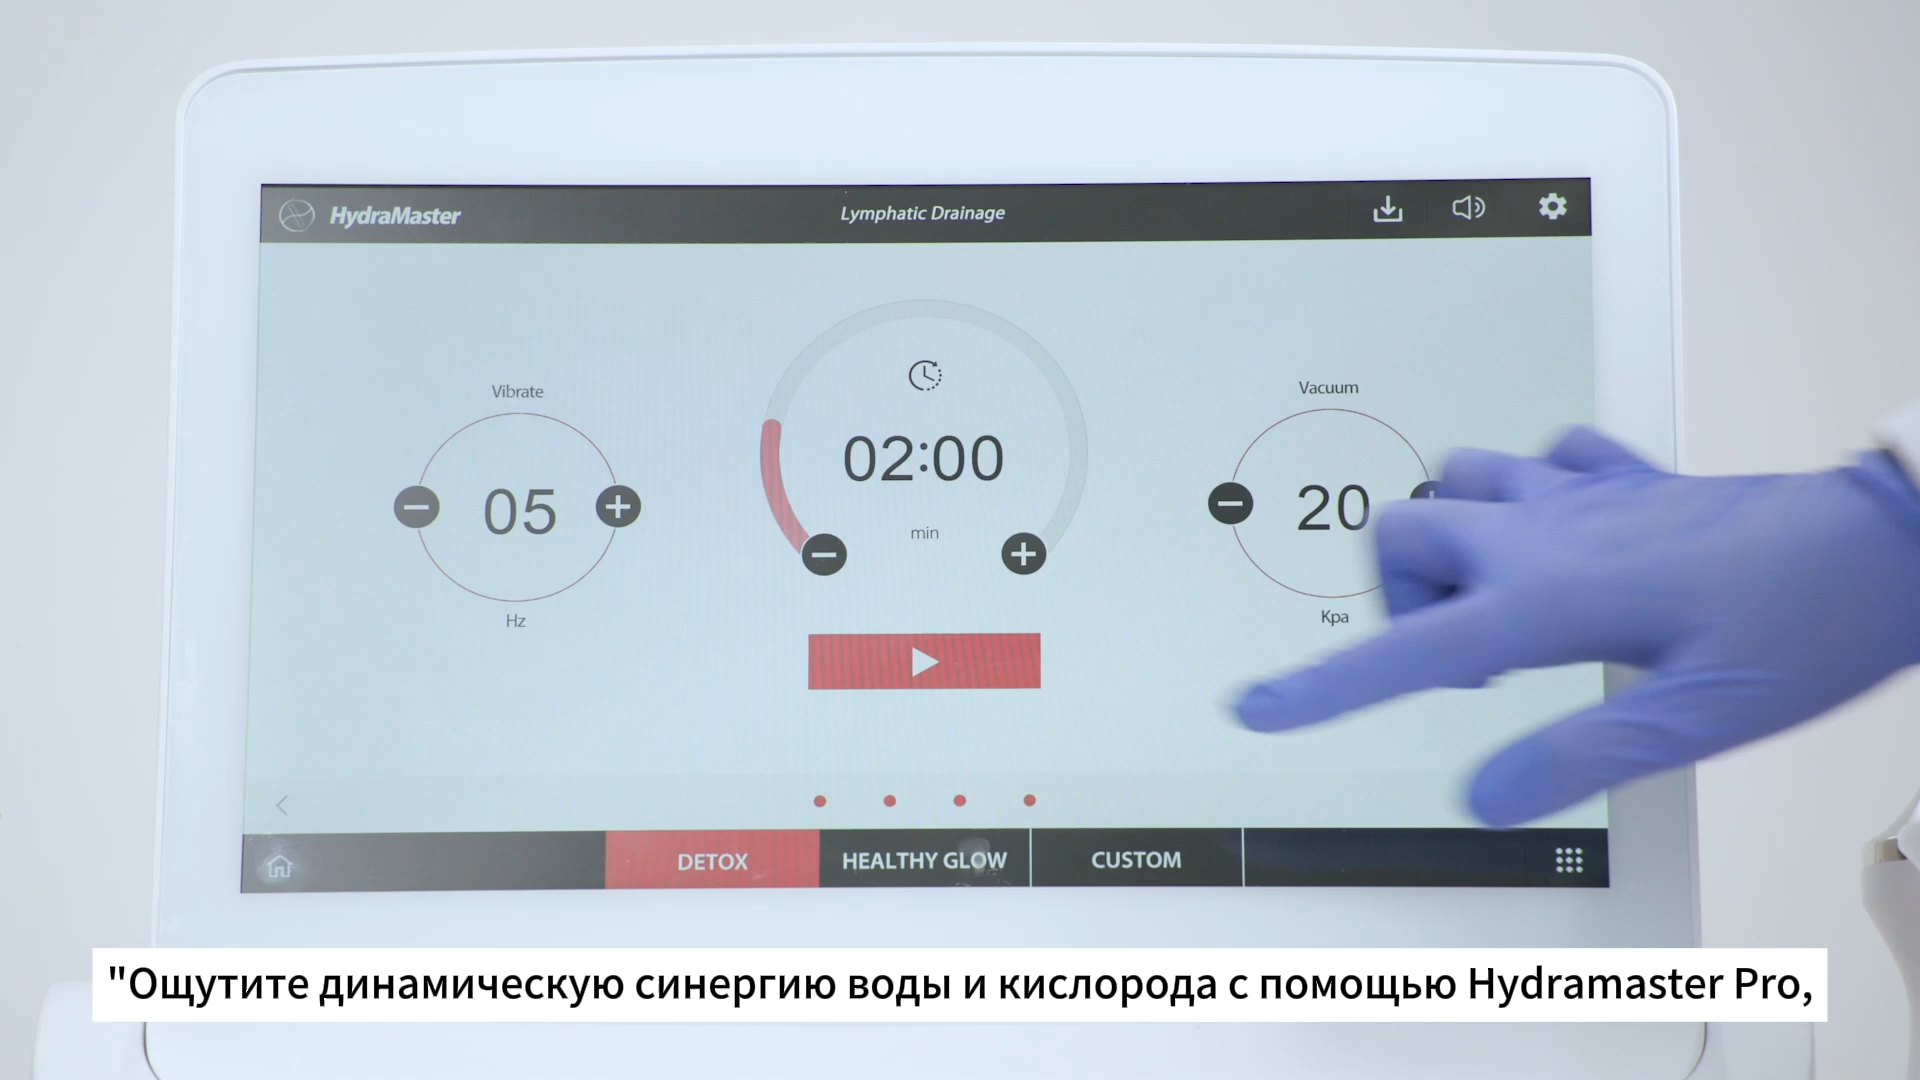 HydraMaster
Lymphatic Drainage
Vibrate
Vacuum
05
02:00
20
min
Hz
Kpa
DETOX
HEALTHY GLOW
CUSTOM
"Ощутите динамическую синергию воды и кислорода с помощью Hydramaster Pro,